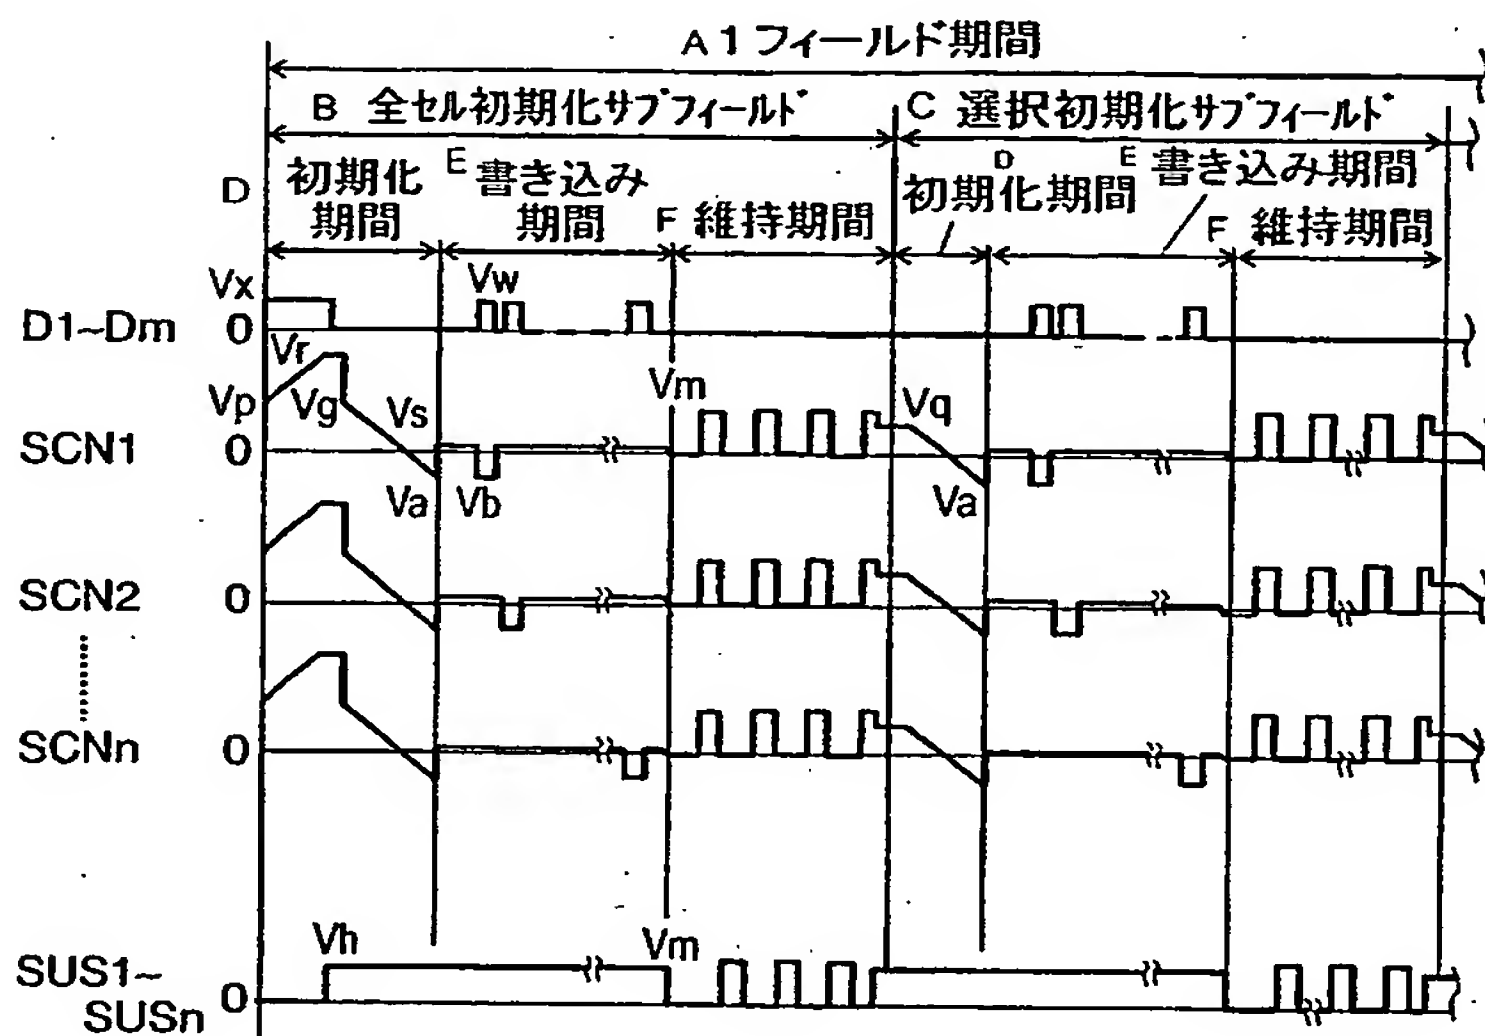 A 1フィールド期間
B 全セル初期化サブフィールド
C 選択初期化サブフィールド
D 初期化
期間
E 書き込み
期間
F 維持期間
D
初期化期間
E 書き込み期間
F 維持期間
Vx
Vw
D1~Dm 0
Vr
Vp Vg Vs
Vm
Vq
SCN1 0
Va Vb
Va
SCN2 0
SCNn 0
Vh
Vm
SUS1~
SUSn 0